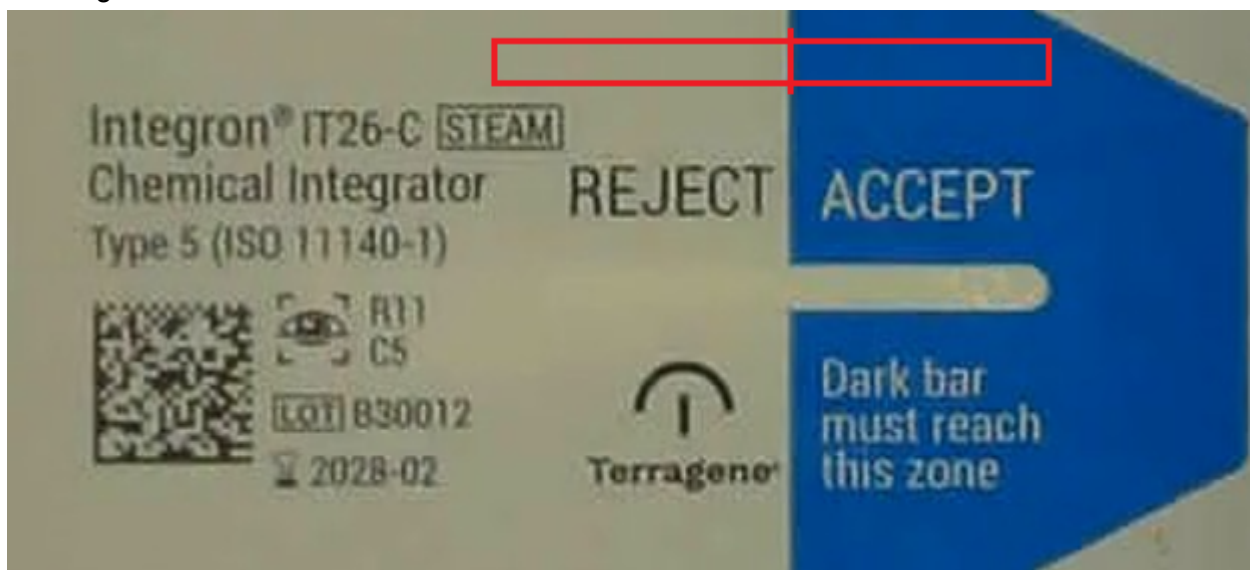 Integron® IT26-C STEAM
Chemical Integrator
Type 5 (ISO 11140-1)
REJECT
ACCEPT
R11
C5
LOT B30012
2028-02
Terragene®
Dark bar
must reach
this zone